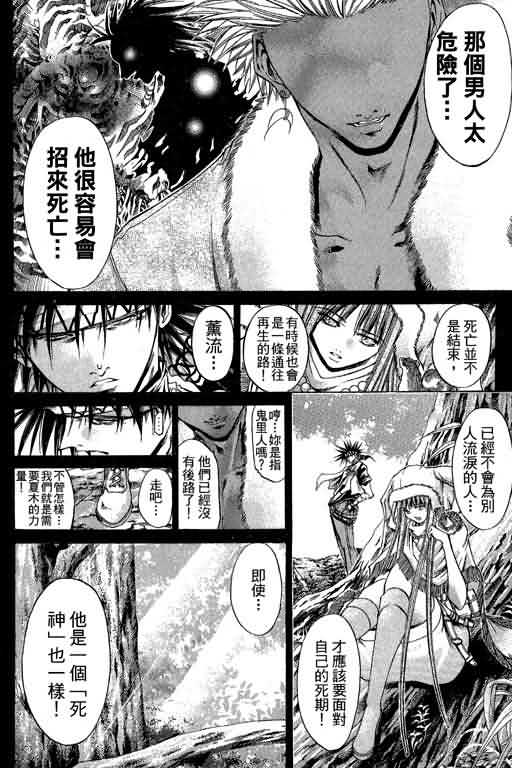 那個男人太
危險了…
他很容易會
招來死亡…
死亡並不
是結束，
有時候也會
是一條通往
再生的路！
薰流…
已經不會為別
人流淚的人，
才應該要面對
自己的死期！
哼…妳是
鬼里人嗎？
他們已經沒
有後路了！
……
走吧…
不管怎樣…
我們就是需
要夏木的力
量！
即使…
他是一個「死
神」也一樣！